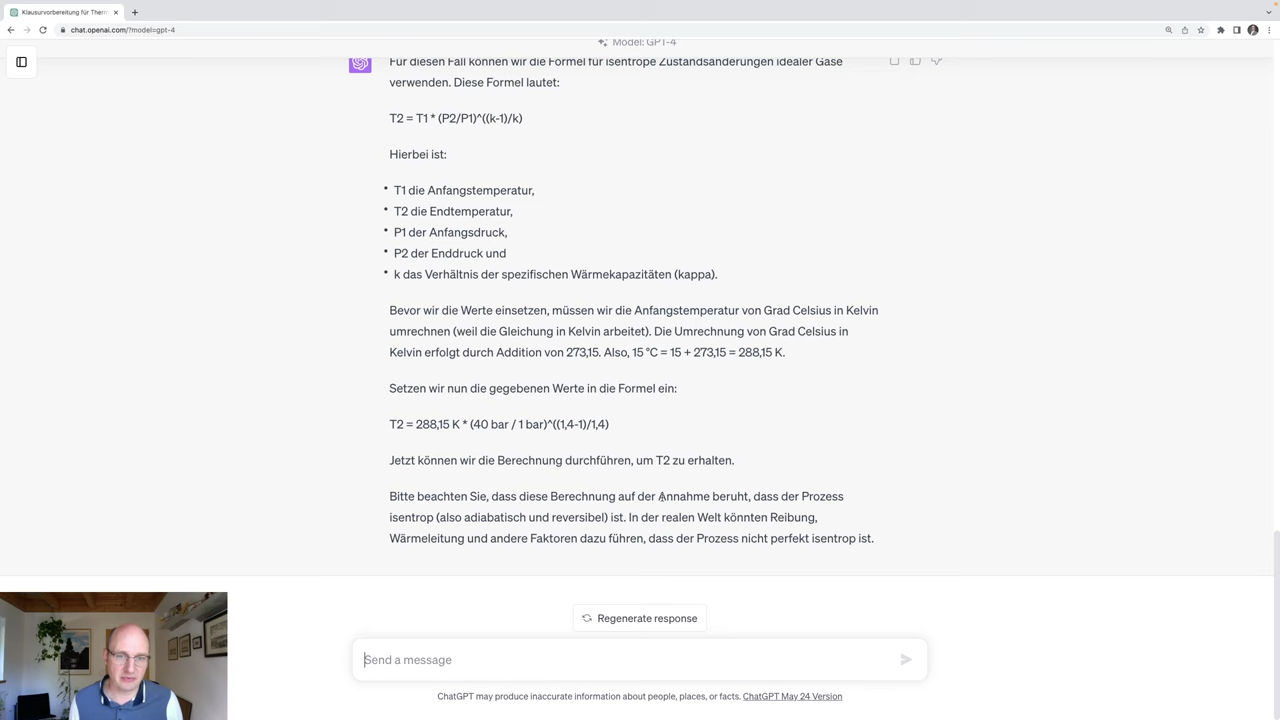 Klausurvorbereitung für Therm
chat.openai.com/?model=gpt-4
Model: GPT-4
Für diesen Fall können wir die Formel für isentrope Zustandsänderungen idealer Gase
verwenden. Diese Formel lautet:
T2 = T1 * (P2/P1)^((k-1)/k)
Hierbei ist:
• T1 die Anfangstemperatur,
• T2 die Endtemperatur,
• P1 der Anfangsdruck,
• P2 der Enddruck und
• k das Verhältnis der spezifischen Wärmekapazitäten (kappa).
Bevor wir die Werte einsetzen, müssen wir die Anfangstemperatur von Grad Celsius in Kelvin
umrechnen (weil die Gleichung in Kelvin arbeitet). Die Umrechnung von Grad Celsius in
Kelvin erfolgt durch Addition von 273,15. Also, 15 °C = 15 + 273,15 = 288,15 K.
Setzen wir nun die gegebenen Werte in die Formel ein:
T2 = 288,15 K * (40 bar / 1 bar)^((1,4-1)/1,4)
Jetzt können wir die Berechnung durchführen, um T2 zu erhalten.
Bitte beachten Sie, dass diese Berechnung auf der Annahme beruht, dass der Prozess
isentrop (also adiabatisch und reversibel) ist. In der realen Welt könnten Reibung,
Wärmeleitung und andere Faktoren dazu führen, dass der Prozess nicht perfekt isentrop ist.
Regenerate response
Send a message
ChatGPT may produce inaccurate information about people, places, or facts. ChatGPT May 24 Version